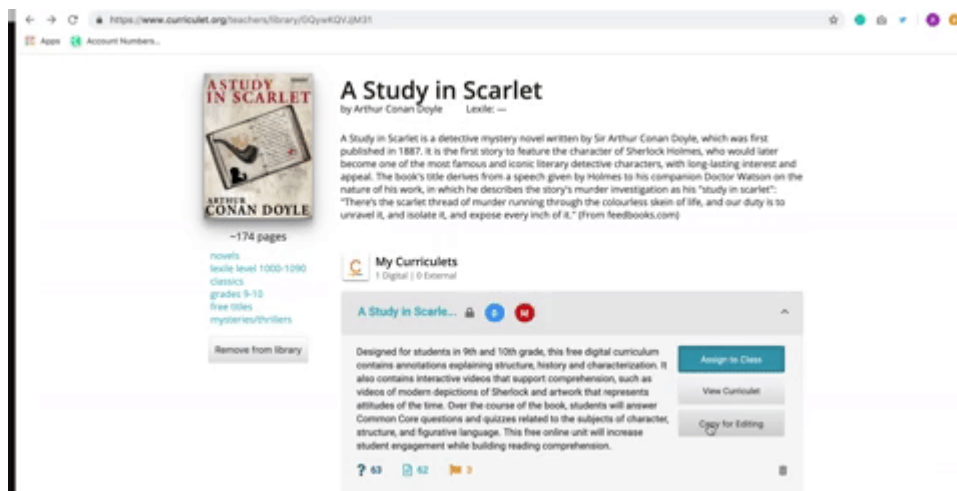 https://www.curriculet.org/teachers/library/GQywKQVJjM31
Apps Account Numbers...
A STUDY
IN SCARLET
ARTHUR
CONAN DOYLE
~174 pages
novels
lexile level 1000-1090
classics
grades 9-10
free titles
mysteries/thrillers
Remove from library
A Study in Scarlet
by Arthur Conan Doyle Lexile: —
A Study in Scarlet is a detective mystery novel written by Sir Arthur Conan Doyle, which was first
published in 1887. It is the first story to feature the character of Sherlock Holmes, who would later
become one of the most famous and iconic literary detective characters, with long-lasting interest and
appeal. The book's title derives from a speech given by Holmes to his companion Doctor Watson on the
nature of his work, in which he describes the story's murder investigation as his "study in scarlet":
"There's the scarlet thread of murder running through the colourless skein of life, and our duty is to
unravel it, and isolate it, and expose every inch of it." (From feedbooks.com)
My Curriculets
1 Digital | 0 External
A Study in Scarle...
Designed for students in 9th and 10th grade, this free digital curriculum
contains annotations explaining structure, history and characterization. It
also contains interactive videos that support comprehension, such as
videos of modern depictions of Sherlock and artwork that represents
attitudes of the time. Over the course of the book, students will answer
Common Core questions and quizzes related to the subjects of character,
structure, and figurative language. This free online unit will increase
student engagement while building reading comprehension.
Assign to Class
View Curriculet
Copy for Editing
? 63 62 3